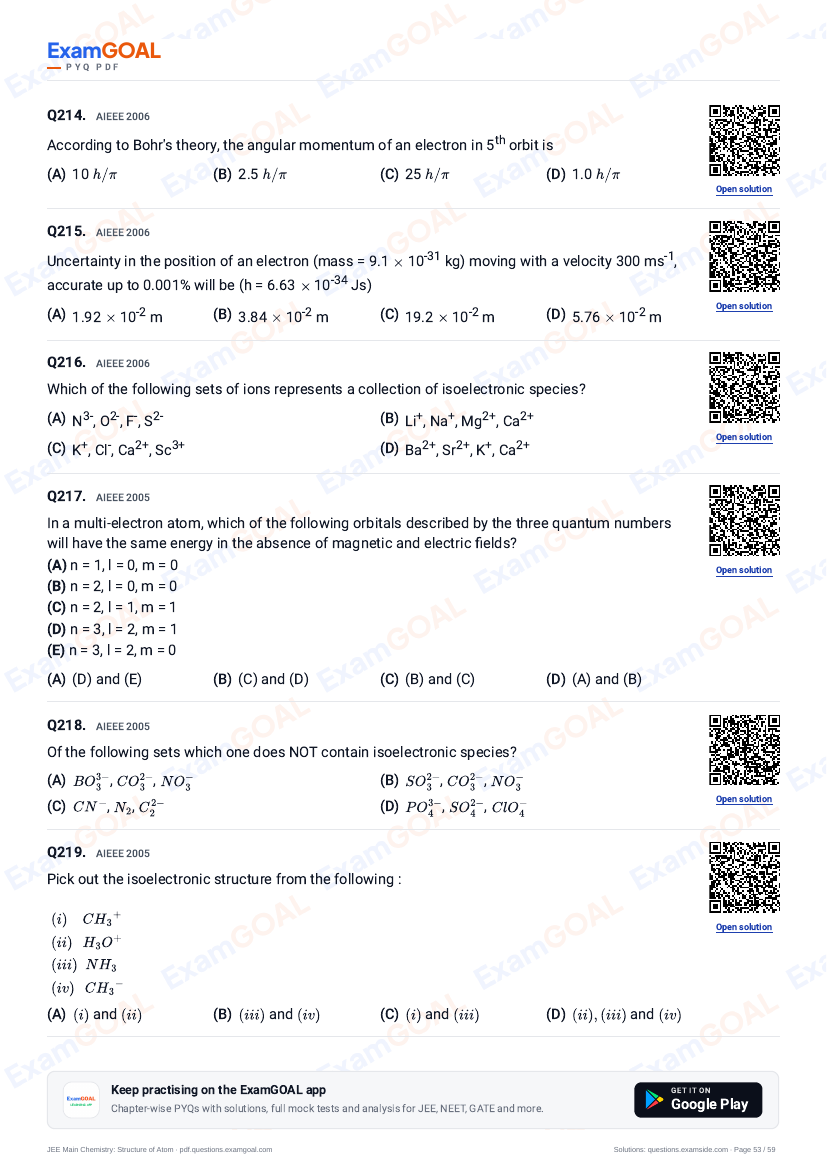 ExamGOAL
PYQ PDF
Q214. AIEEE 2006
According to Bohr's theory, the angular momentum of an electron in 5th orbit is
(A) 10 h/π (B) 2.5 h/π (C) 25 h/π (D) 1.0 h/π
Open solution
Q215. AIEEE 2006
Uncertainty in the position of an electron (mass = 9.1 × 10-31 kg) moving with a velocity 300 ms-1,
accurate up to 0.001% will be (h = 6.63 × 10-34 Js)
(A) 1.92 × 10-2 m (B) 3.84 × 10-2 m (C) 19.2 × 10-2 m (D) 5.76 × 10-2 m
Open solution
Q216. AIEEE 2006
Which of the following sets of ions represents a collection of isoelectronic species?
(A) N3-, O2-, F-, S2- (B) Li+, Na+, Mg2+, Ca2+
(C) K+, Cl-, Ca2+, Sc3+ (D) Ba2+, Sr2+, K+, Ca2+
Open solution
Q217. AIEEE 2005
In a multi-electron atom, which of the following orbitals described by the three quantum numbers
will have the same energy in the absence of magnetic and electric fields?
(A) n = 1, l = 0, m = 0
(B) n = 2, l = 0, m = 0
(C) n = 2, l = 1, m = 1
(D) n = 3, l = 2, m = 1
(E) n = 3, l = 2, m = 0
(A) (D) and (E) (B) (C) and (D) (C) (B) and (C) (D) (A) and (B)
Open solution
Q218. AIEEE 2005
Of the following sets which one does NOT contain isoelectronic species?
(A) BO₃³⁻, CO₃²⁻, NO₃⁻ (B) SO₃²⁻, CO₃²⁻, NO₃⁻
(C) CN⁻, N₂, C₂²⁻ (D) PO₄³⁻, SO₄²⁻, ClO₄⁻
Open solution
Q219. AIEEE 2005
Pick out the isoelectronic structure from the following :
(i) CH₃⁺
(ii) H₃O⁺
(iii) NH₃
(iv) CH₃⁻
(A) (i) and (ii) (B) (iii) and (iv) (C) (i) and (iii) (D) (ii), (iii) and (iv)
Open solution
Keep practising on the ExamGOAL app
Chapter-wise PYQs with solutions, full mock tests and analysis for JEE, NEET, GATE and more.
GET IT ON
Google Play
JEE Main Chemistry: Structure of Atom · pdf.questions.examgoal.com Solutions: questions.examside.com · Page 53 / 59